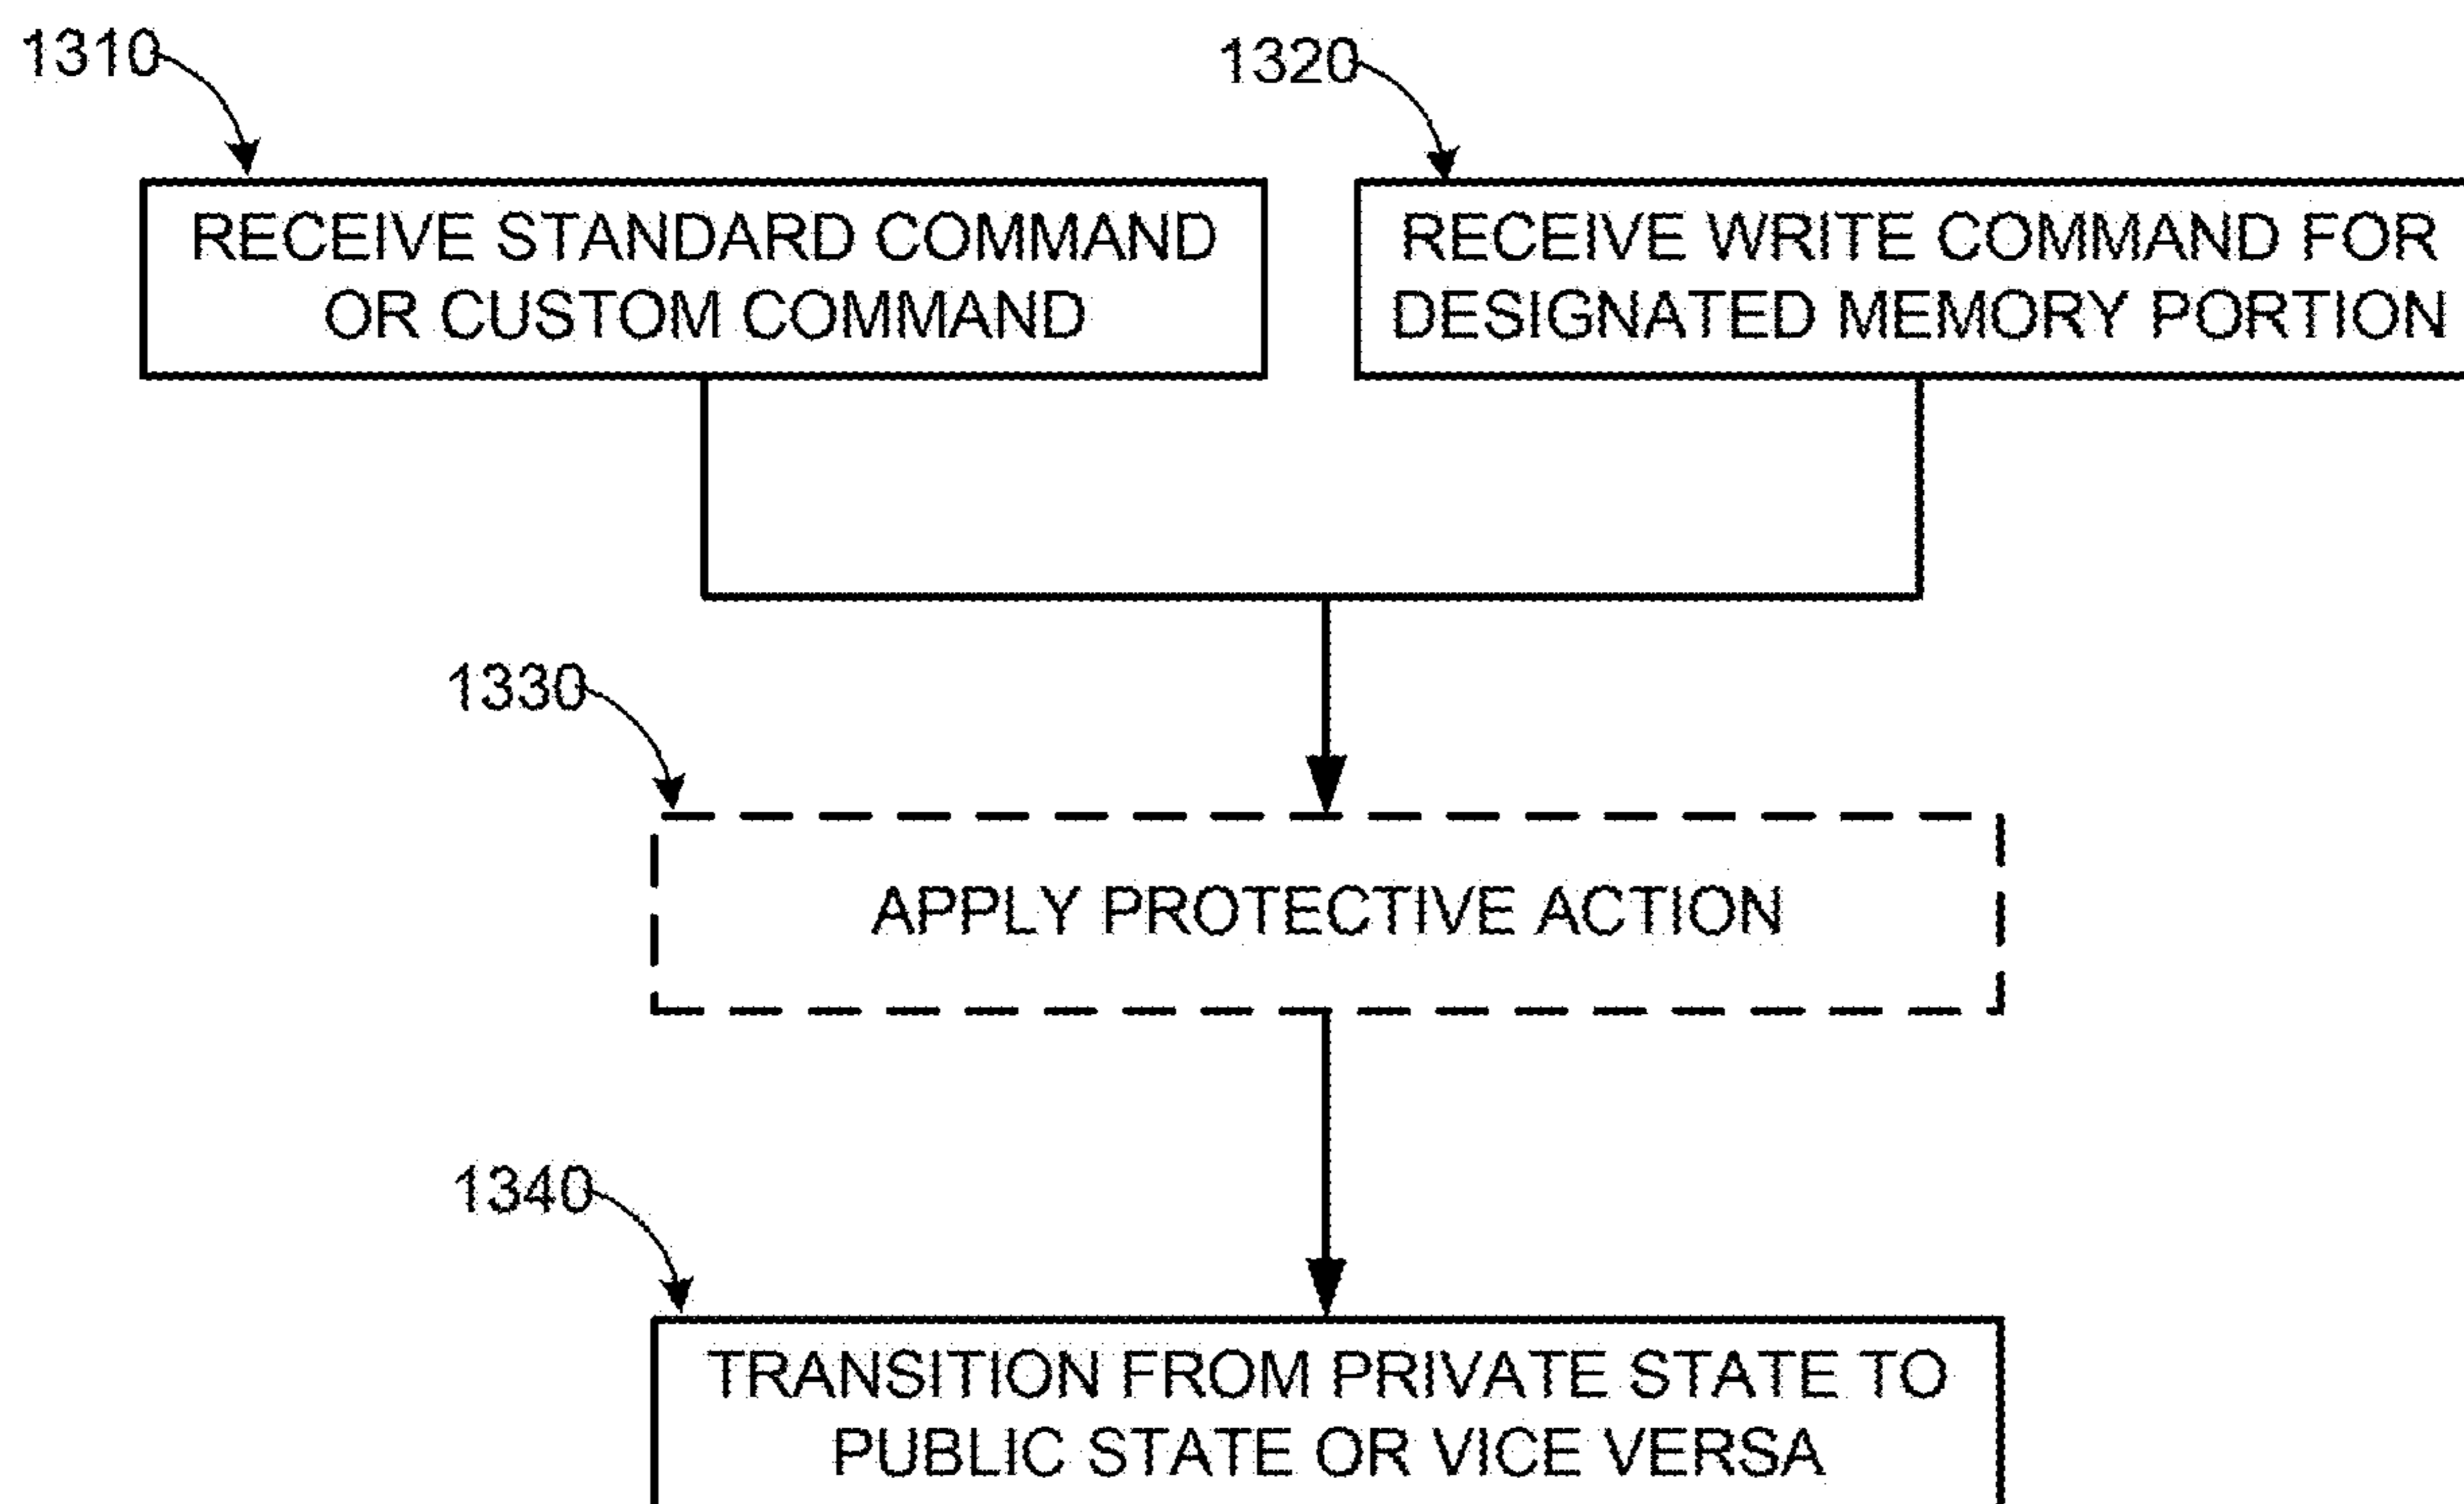 1310
1320
RECEIVE STANDARD COMMAND
OR CUSTOM COMMAND
RECEIVE WRITE COMMAND FOR
DESIGNATED MEMORY PORTION
1330
APPLY PROTECTIVE ACTION
1340
TRANSITION FROM PRIVATE STATE TO
PUBLIC STATE OR VICE VERSA